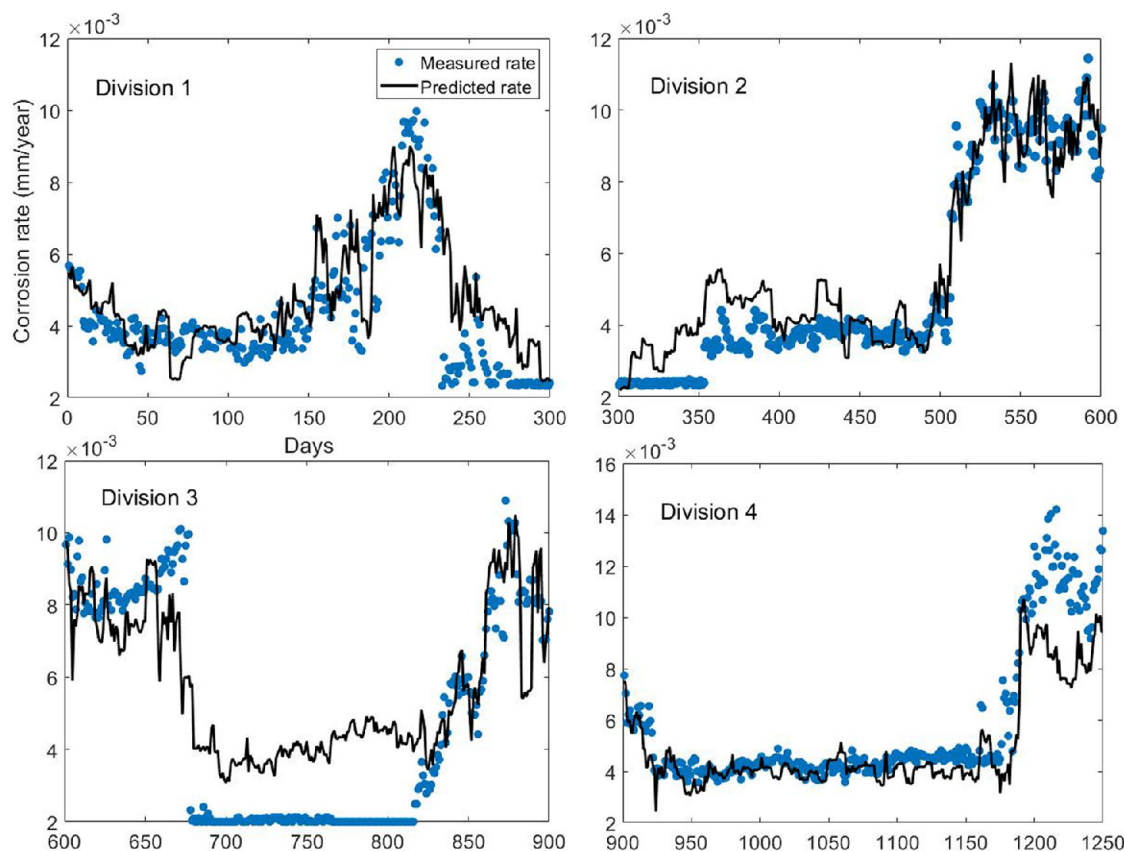 ×10⁻³
12
10
8
6
4
2
0 50 100 150 200 250 300
Division 1
Measured rate
Predicted rate
Corrosion rate (mm/year)
Days
×10⁻³
12
10
8
6
4
2
300 350 400 450 500 550 600
Division 2
×10⁻³
12
10
8
6
4
2
600 650 700 750 800 850 900
Division 3
×10⁻³
16
14
12
10
8
6
4
2
900 950 1000 1050 1100 1150 1200 1250
Division 4